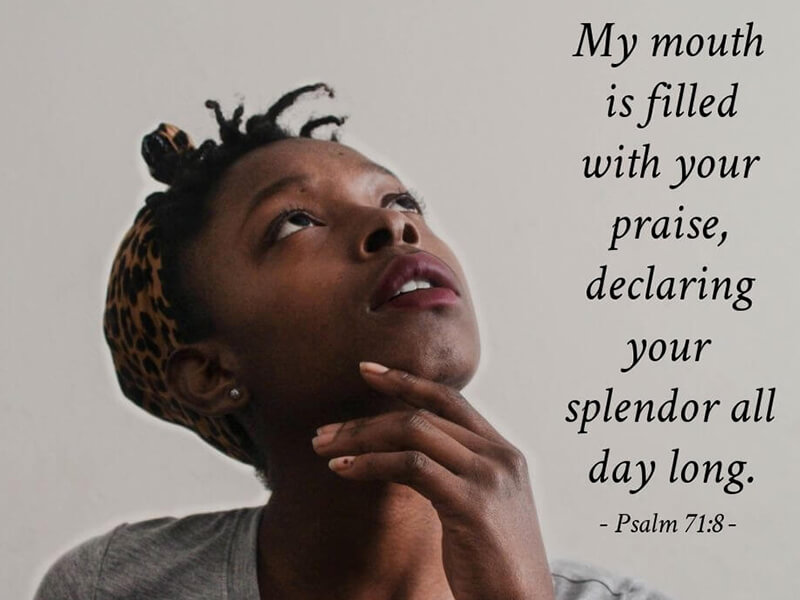 My mouth
is filled
with your
praise,
declaring
your
splendor all
day long.
- Psalm 71:8 -